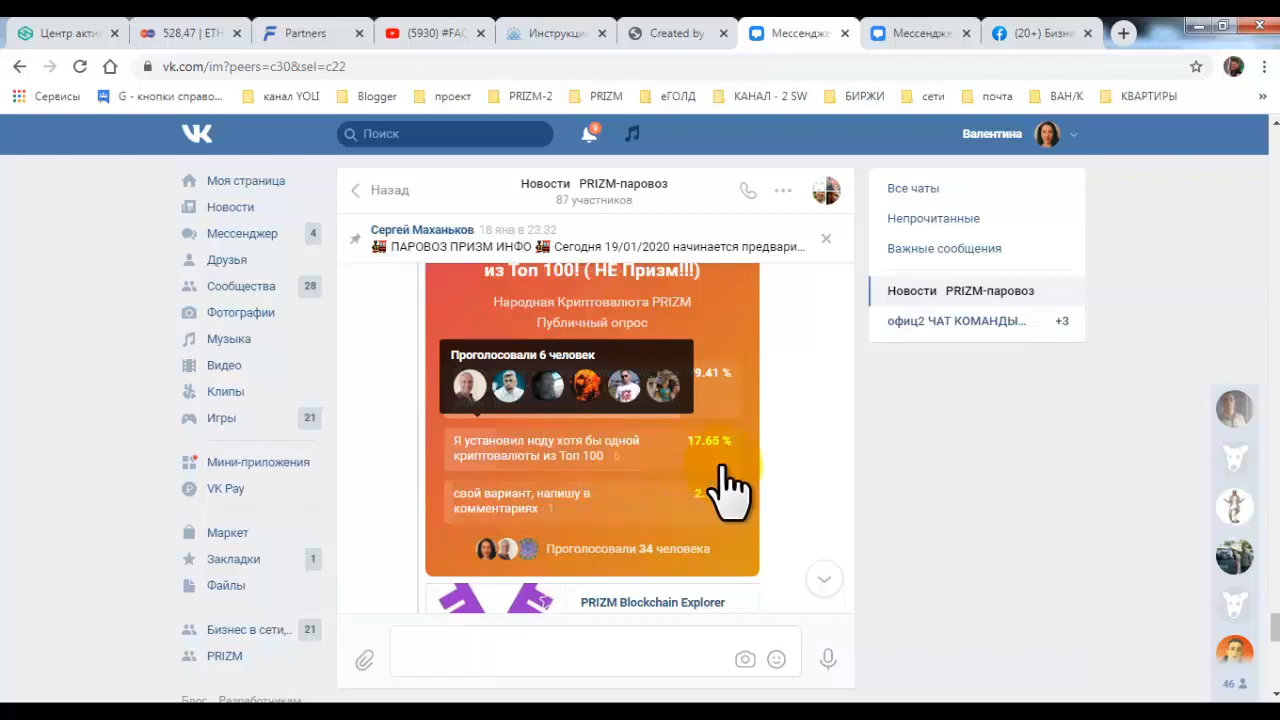 Центр акти
528,47 | ETH
Partners
(5930) #FAC
Инструкци
Created by
Мессендже
Мессендже
(20+) Бизне
vk.com/im?peers=c30&sel=c22
Сервисы
G - кнопки справо...
канал YOLI
Blogger
проект
PRIZM-2
PRIZM
еГОЛД
КАНАЛ - 2 SW
БИРЖИ
сети
почта
ВАН/К
КВАРТИРЫ
»
Поиск
9
Валентина
Моя страница
Новости
Мессенджер 4
Друзья
Сообщества 28
Фотографии
Музыка
Видео
Клипы
Игры 21
Мини-приложения
VK Pay
Маркет
Закладки 1
Файлы
Бизнес в сети,.. 21
PRIZM
Блог Разработчикам
Назад
Новости PRIZM-паровоз
87 участников
Сергей Маханьков 18 янв в 23:32
ПАРОВОЗ ПРИЗМ ИНФО Сегодня 19/01/2020 начинается предвари...
из Топ 100! ( НЕ Призм!!!)
Народная Криптовалюта PRIZM
Публичный опрос
Проголосовали 6 человек
9.41 %
Я установил ноду хотя бы одной
криптовалюты из Топ 100 · 6
17.65 %
свой вариант, напишу в
комментариях · 1
2.
Проголосовали 34 человека
PRIZM Blockchain Explorer
Все чаты
Непрочитанные
Важные сообщения
Новости PRIZM-паровоз
офиц2 ЧАТ КОМАНДЫ... +3
46